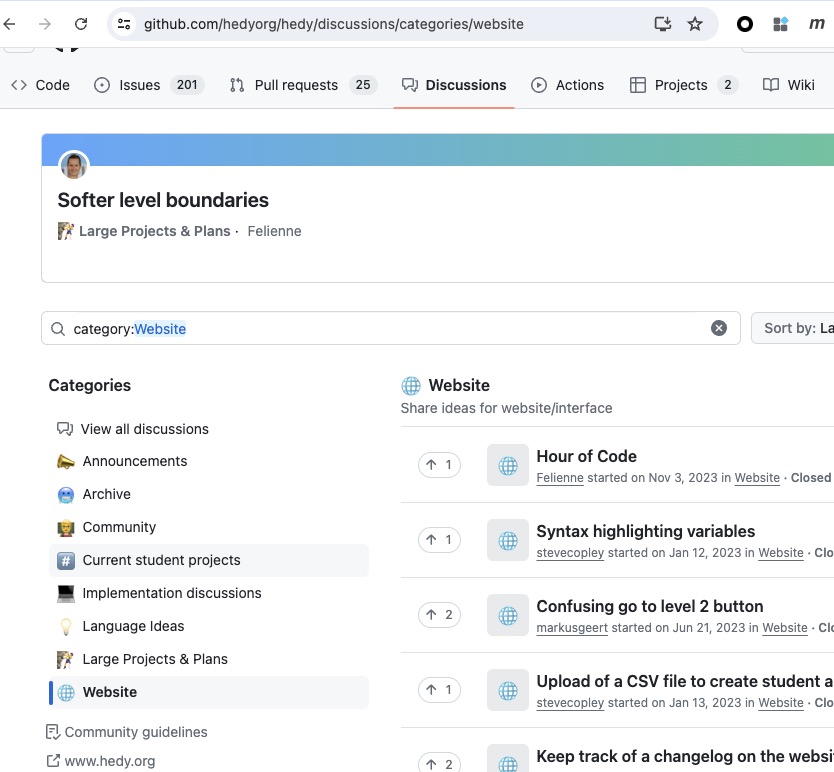 github.com/hedyorg/hedy/discussions/categories/website
Code Issues 201 Pull requests 25 Discussions Actions Projects 2 Wiki
Softer level boundaries
Large Projects & Plans · Felienne
category:Website
Sort by: La
Categories
View all discussions
Announcements
Archive
Community
Current student projects
Implementation discussions
Language Ideas
Large Projects & Plans
Website
Community guidelines
www.hedy.org
Website
Share ideas for website/interface
1
Hour of Code
Felienne started on Nov 3, 2023 in Website · Closed
1
Syntax highlighting variables
stevecopley started on Jan 12, 2023 in Website · Clo
2
Confusing go to level 2 button
markusgeert started on Jun 21, 2023 in Website · Clo
1
Upload of a CSV file to create student a
stevecopley started on Jan 13, 2023 in Website · Clo
2
Keep track of a changelog on the websi